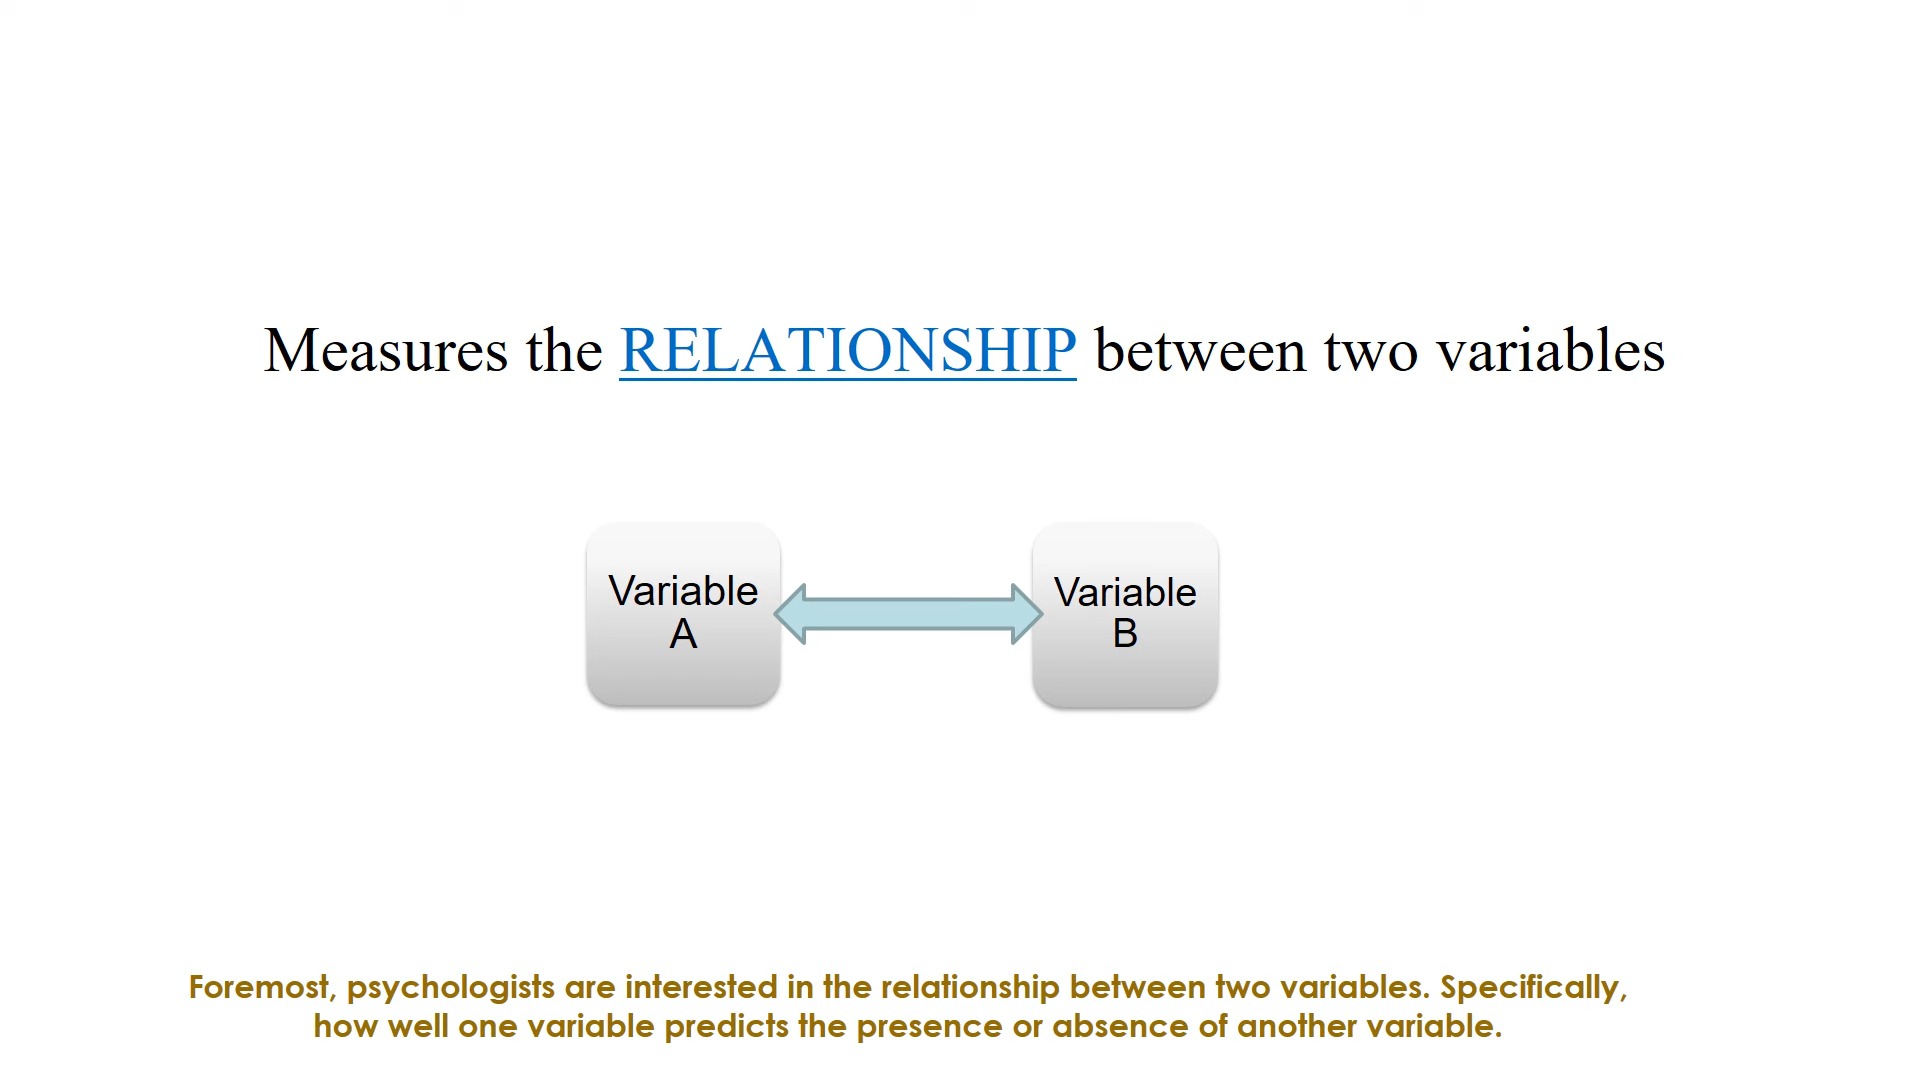 Measures the RELATIONSHIP between two variables
Variable
A
Variable
B
Foremost, psychologists are interested in the relationship between two variables. Specifically,
how well one variable predicts the presence or absence of another variable.